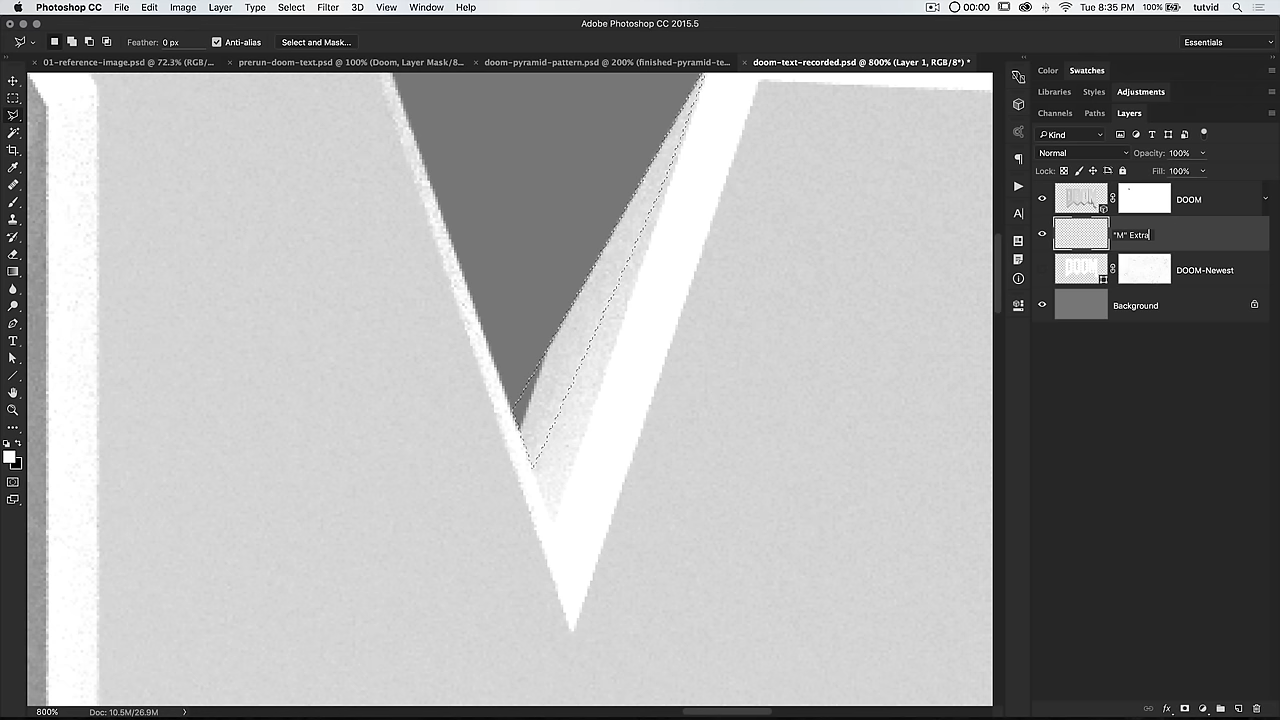 Photoshop CC File Edit Image Layer Type Select Filter 3D View Window Help 00:00 Tue 8:35 PM 100% tutvid
Adobe Photoshop CC 2015.5
Feather: 0 px Anti-alias Select and Mask... Essentials
01-reference-image.psd @ 72.3% (RGB/... prerun-doom-text.psd @ 100% (Doom, Layer Mask/8... doom-pyramid-pattern.psd @ 200% (finished-pyramid-te... doom-text-recorded.psd @ 800% (Layer 1, RGB/8*) *
Color Swatches
Libraries Styles Adjustments
Channels Paths Layers
Kind
Normal Opacity: 100%
Lock: Fill: 100%
DOOM
"M" Extra
DOOM-Newest
Background
800% Doc: 10.5M/26.9M